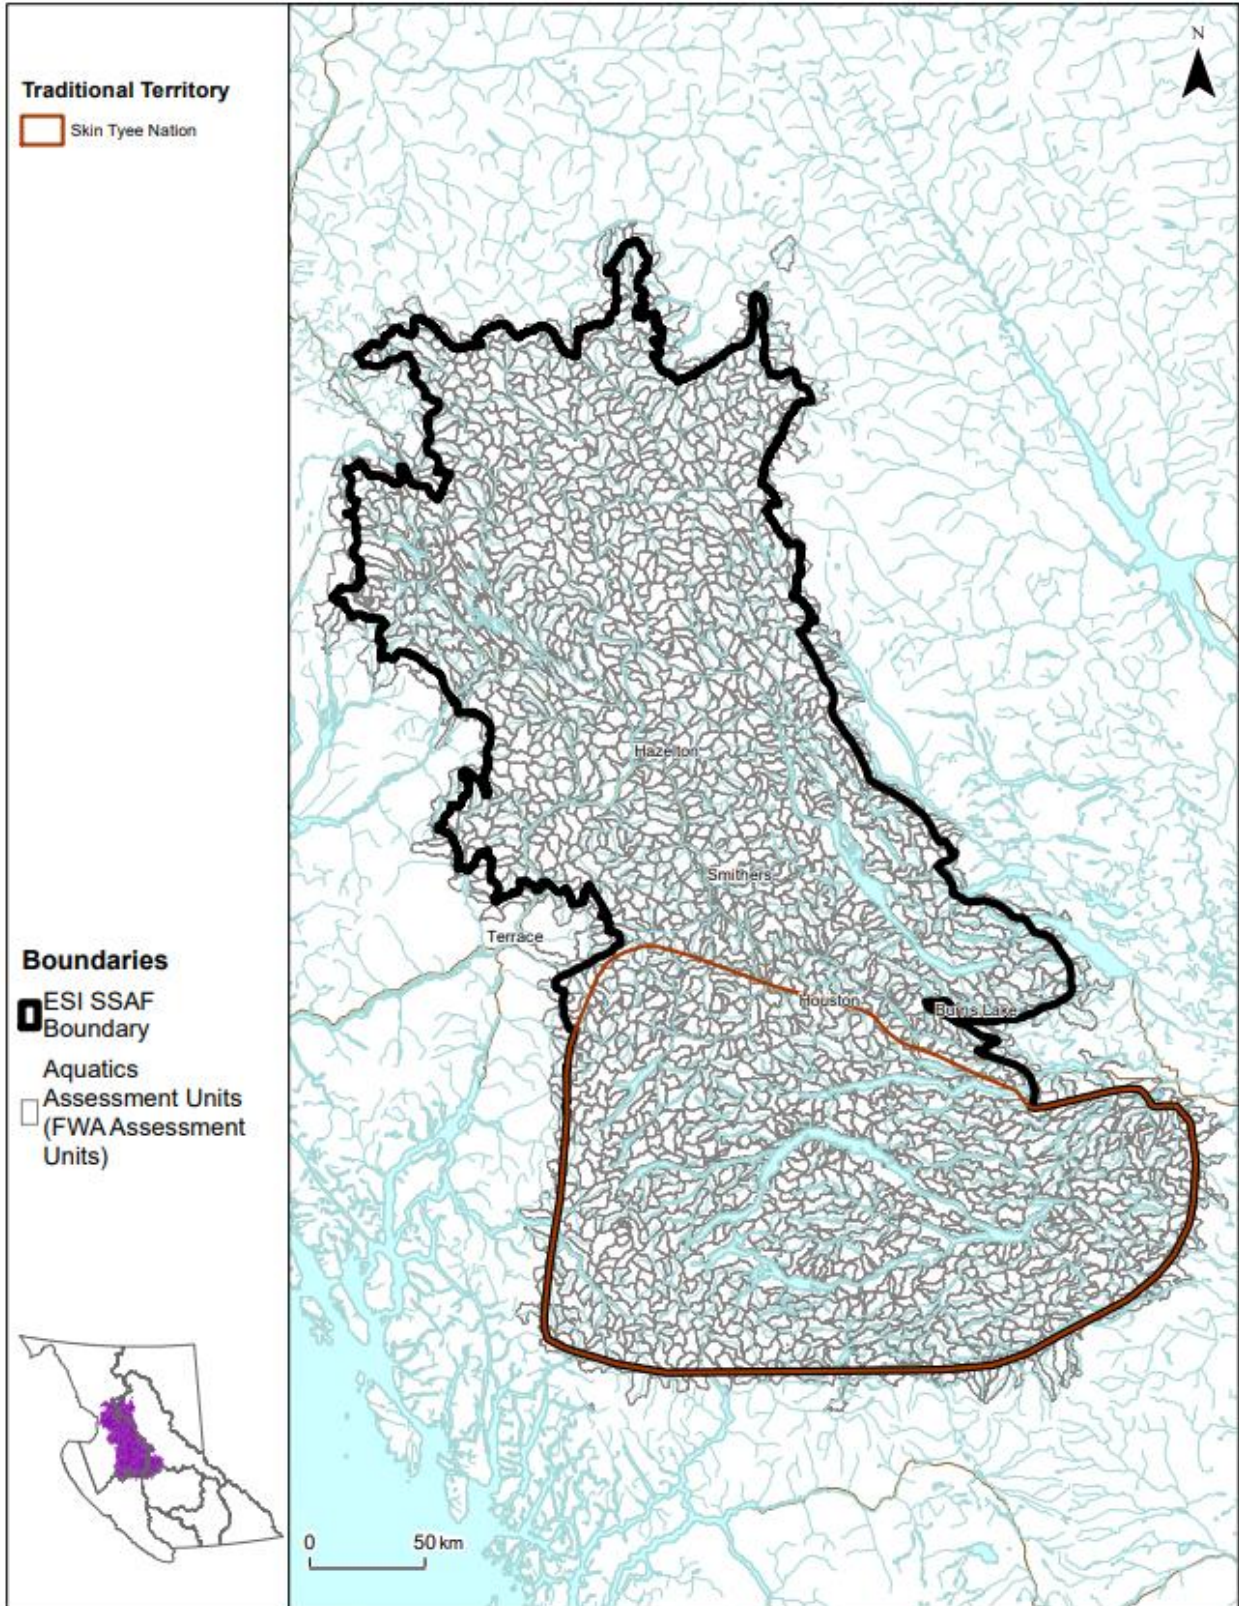 Traditional Territory
Skin Tyee Nation
Boundaries
ESI SSAF
Boundary
Aquatics
Assessment Units
(FWA Assessment
Units)
N
Hazelton
Smithers
Terrace
Houston
Burns Lake
0 50 km